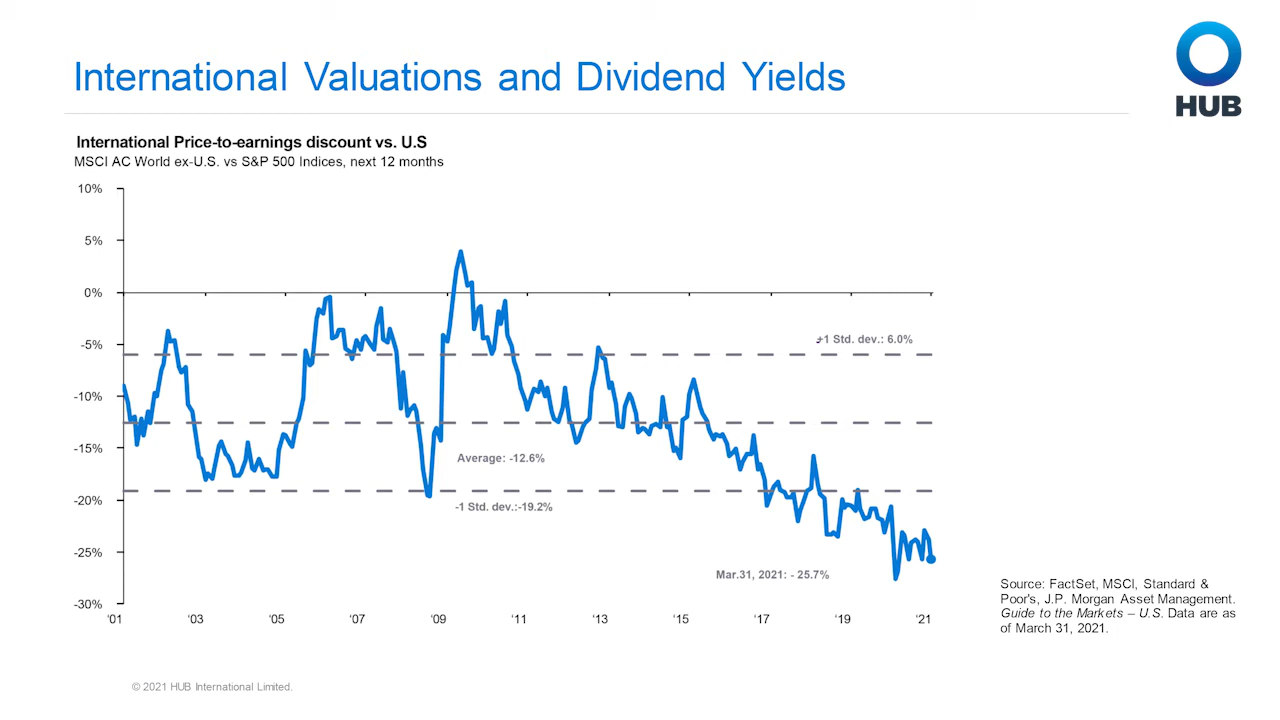 International Valuations and Dividend Yields
HUB
International Price-to-earnings discount vs. U.S
MSCI AC World ex-U.S. vs S&P 500 Indices, next 12 months
10%
5%
0%
-5%
-10%
-15%
-20%
-25%
-30%
+1 Std. dev.: 6.0%
Average: -12.6%
-1 Std. dev.:-19.2%
Mar.31, 2021: - 25.7%
'01 '03 '05 '07 '09 '11 '13 '15 '17 '19 '21
Source: FactSet, MSCI, Standard &
Poor's, J.P. Morgan Asset Management.
Guide to the Markets – U.S. Data are as
of March 31, 2021.
© 2021 HUB International Limited.